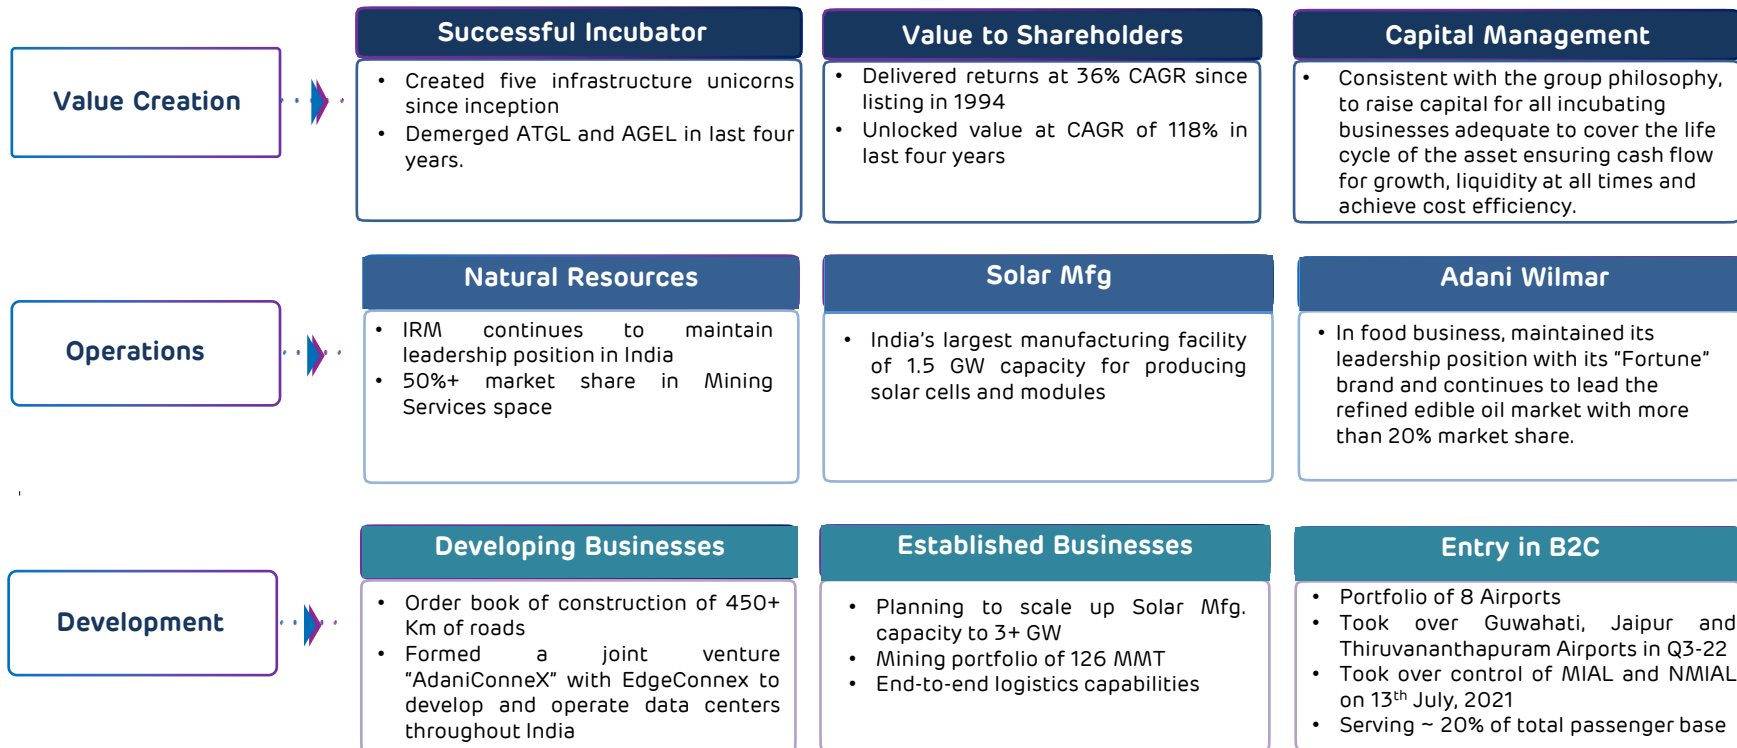 Value Creation
Successful Incubator
• Created five infrastructure unicorns
since inception
• Demerged ATGL and AGEL in last four
years.
Value to Shareholders
• Delivered returns at 36% CAGR since
listing in 1994
• Unlocked value at CAGR of 118% in
last four years
Capital Management
• Consistent with the group philosophy,
to raise capital for all incubating
businesses adequate to cover the life
cycle of the asset ensuring cash flow
for growth, liquidity at all times and
achieve cost efficiency.
Operations
Natural Resources
• IRM continues to maintain
leadership position in India
• 50%+ market share in Mining
Services space
Solar Mfg
• India’s largest manufacturing facility
of 1.5 GW capacity for producing
solar cells and modules
Adani Wilmar
• In food business, maintained its
leadership position with its “Fortune”
brand and continues to lead the
refined edible oil market with more
than 20% market share.
Development
Developing Businesses
• Order book of construction of 450+
Km of roads
• Formed a joint venture
“AdaniConneX” with EdgeConnex to
develop and operate data centers
throughout India
Established Businesses
• Planning to scale up Solar Mfg.
capacity to 3+ GW
• Mining portfolio of 126 MMT
• End-to-end logistics capabilities
Entry in B2C
• Portfolio of 8 Airports
• Took over Guwahati, Jaipur and
Thiruvananthapuram Airports in Q3-22
• Took over control of MIAL and NMIAL
on 13th July, 2021
• Serving ~ 20% of total passenger base